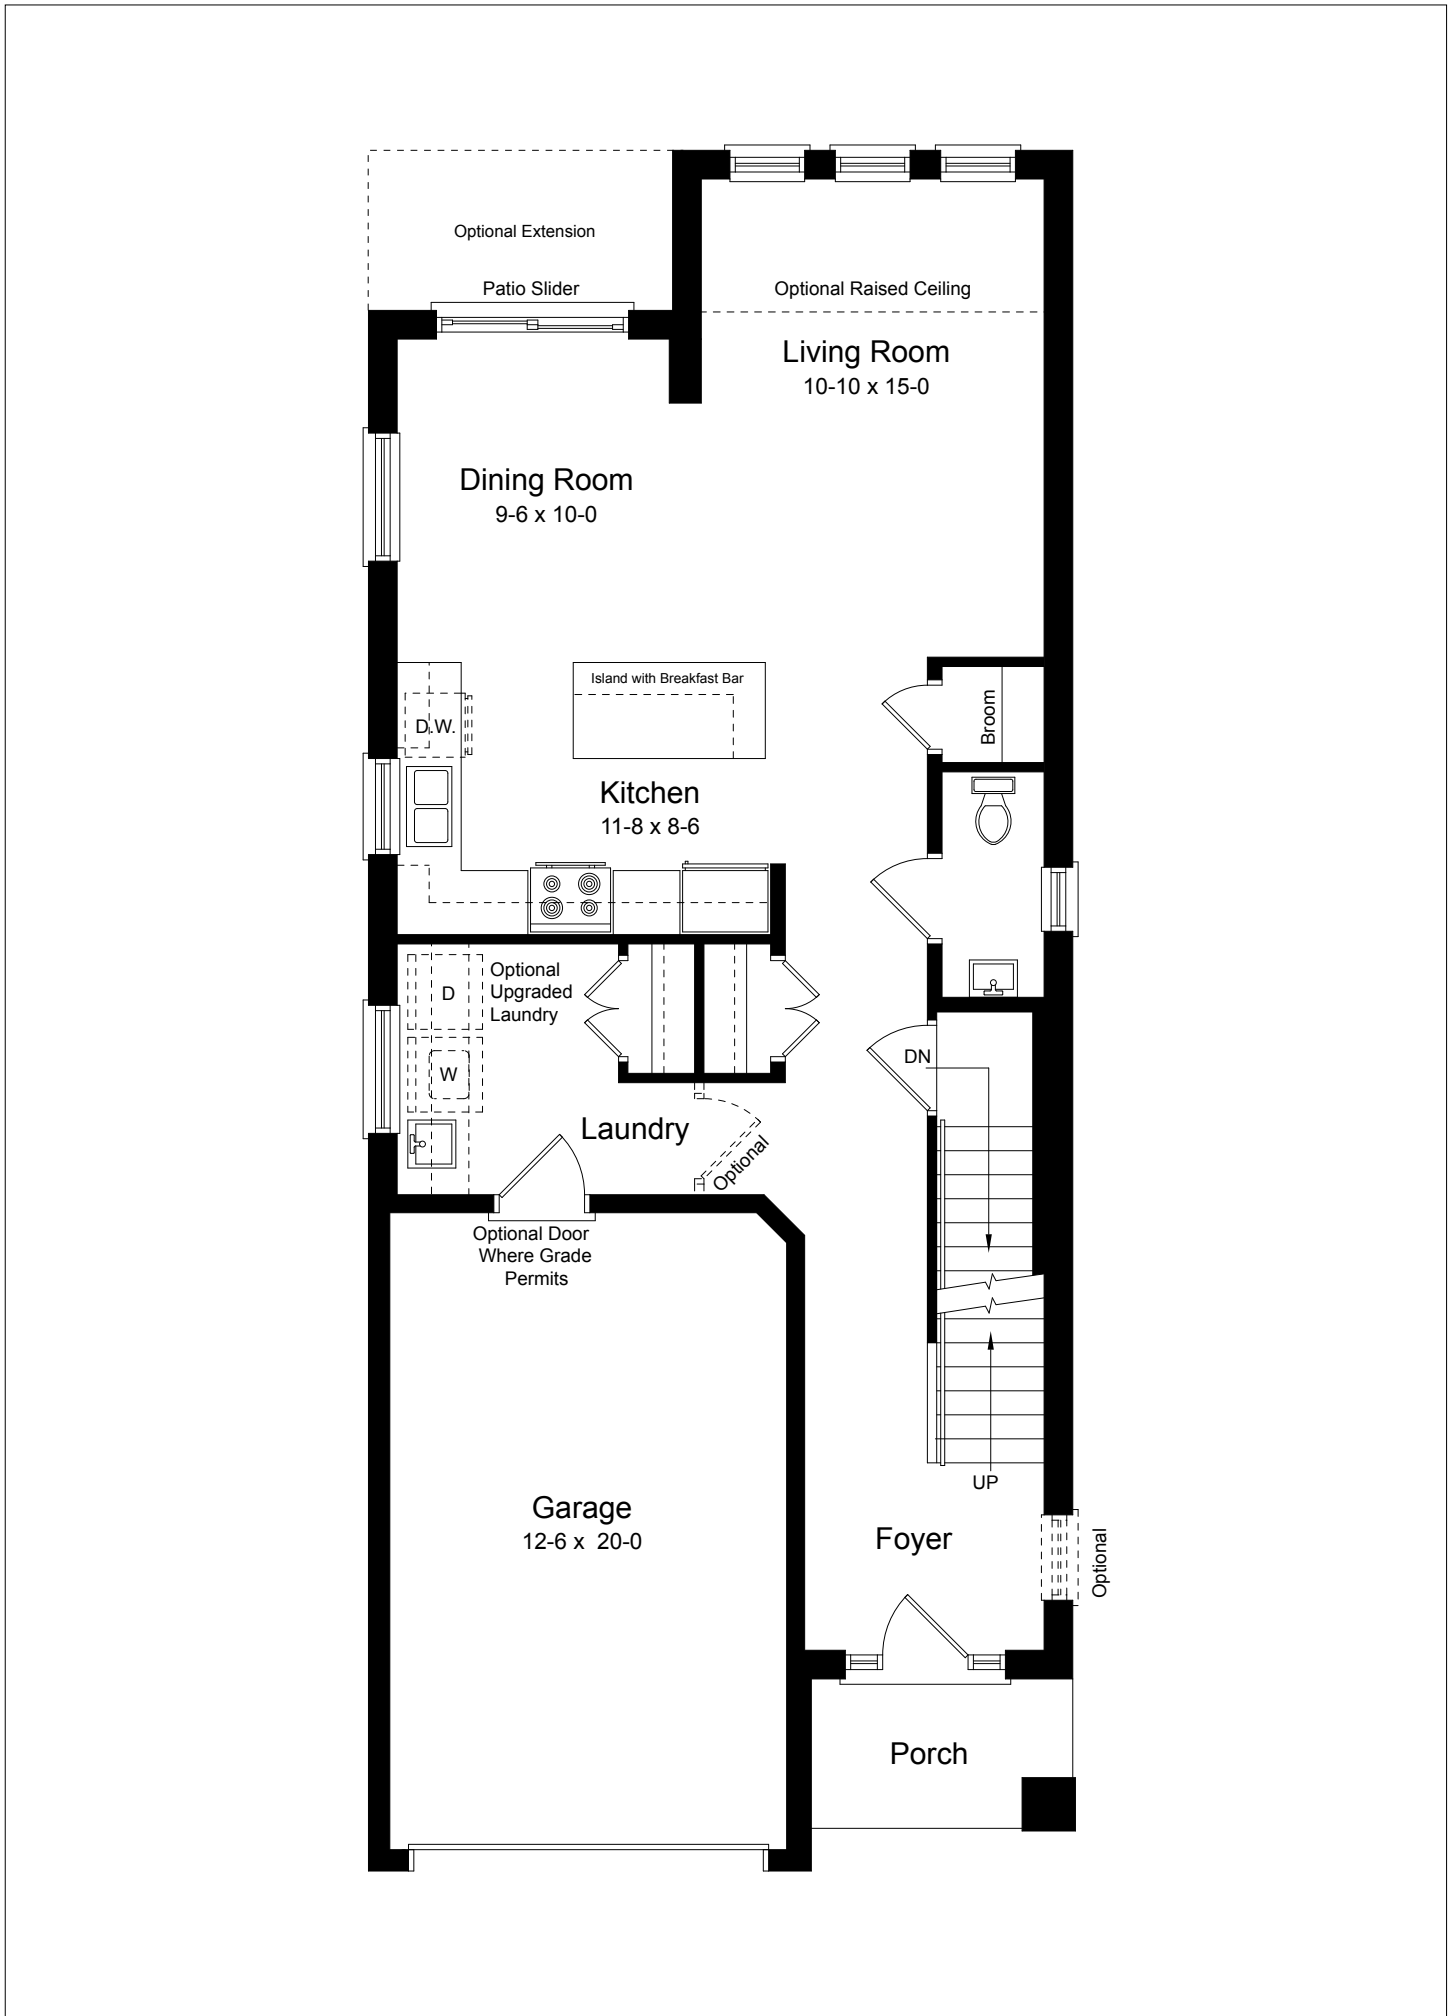 Optional Extension
Patio Slider
Optional Raised Ceiling
Living Room
10-10 x 15-0
Dining Room
9-6 x 10-0
Island with Breakfast Bar
D.W.
Broom
Kitchen
11-8 x 8-6
Optional
Upgraded
Laundry
D
W
DN
Laundry
Optional
Optional Door
Where Grade
Permits
UP
Garage
12-6 x 20-0
Foyer
Optional
Porch